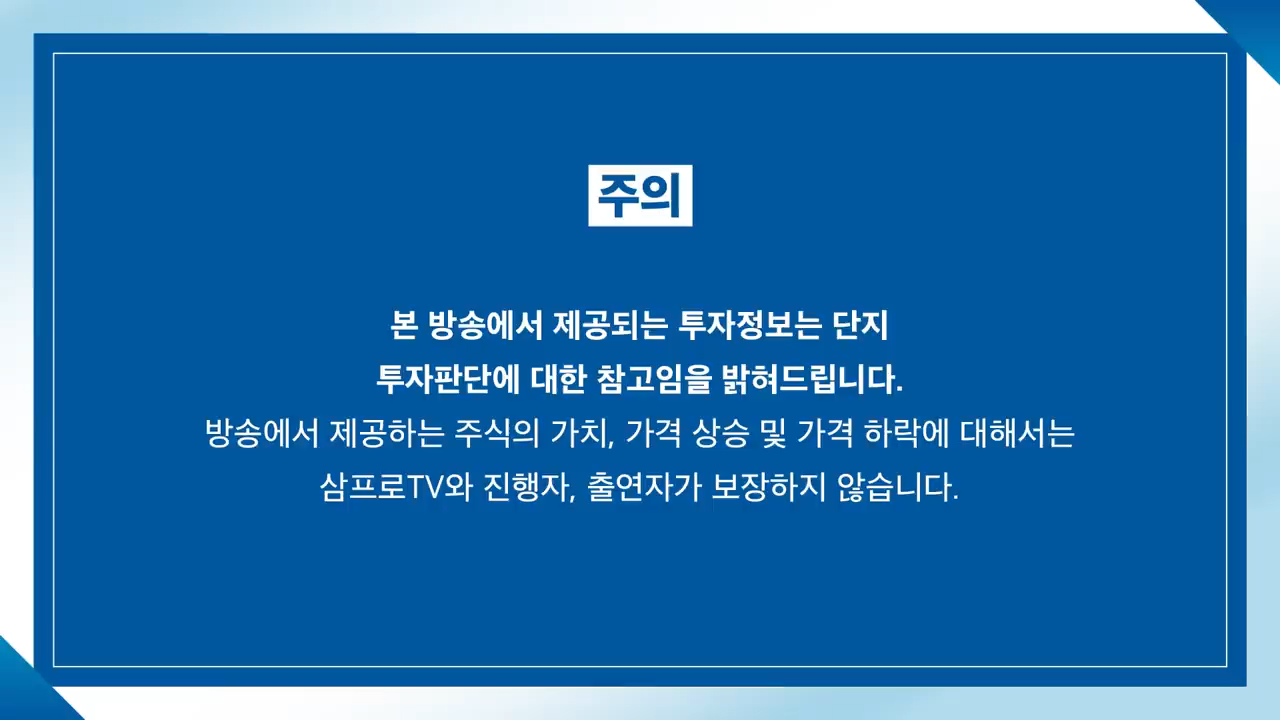 주의
본 방송에서 제공되는 투자정보는 단지
투자판단에 대한 참고임을 밝혀드립니다.
방송에서 제공하는 주식의 가치, 가격 상승 및 가격 하락에 대해서는
삼프로TV와 진행자, 출연자가 보장하지 않습니다.